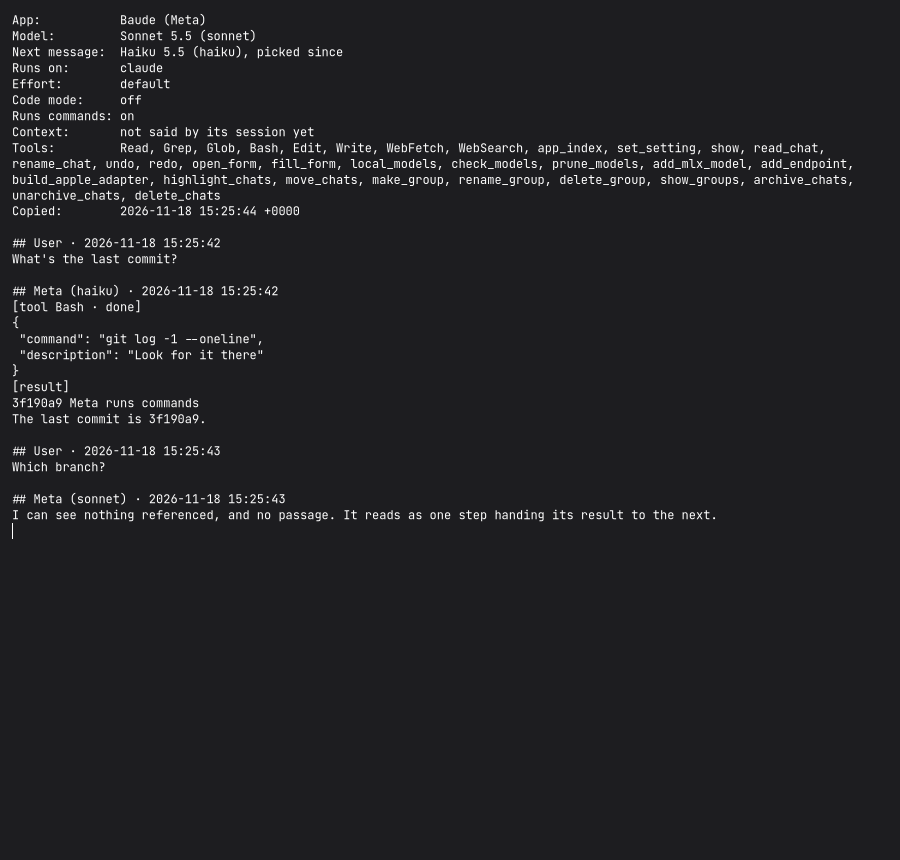 App:           Baude (Meta)
Model:         Sonnet 5.5 (sonnet)
Next message:  Haiku 5.5 (haiku), picked since
Runs on:       claude
Effort:        default
Code mode:     off
Runs commands: on
Context:       not said by its session yet
Tools:         Read, Grep, Glob, Bash, Edit, Write, WebFetch, WebSearch, app_index, set_setting, show, read_chat,
rename_chat, undo, redo, open_form, fill_form, local_models, check_models, prune_models, add_mlx_model, add_endpoint,
build_apple_adapter, highlight_chats, move_chats, make_group, rename_group, delete_group, show_groups, archive_chats,
unarchive_chats, delete_chats
Copied:        2026-11-18 15:25:44 +0000

## User · 2026-11-18 15:25:42
What's the last commit?

## Meta (haiku) · 2026-11-18 15:25:42
[tool Bash · done]
{
 "command": "git log -1 --oneline",
 "description": "Look for it there"
}
[result]
3f190a9 Meta runs commands
The last commit is 3f190a9.

## User · 2026-11-18 15:25:43
Which branch?

## Meta (sonnet) · 2026-11-18 15:25:43
I can see nothing referenced, and no passage. It reads as one step handing its result to the next.